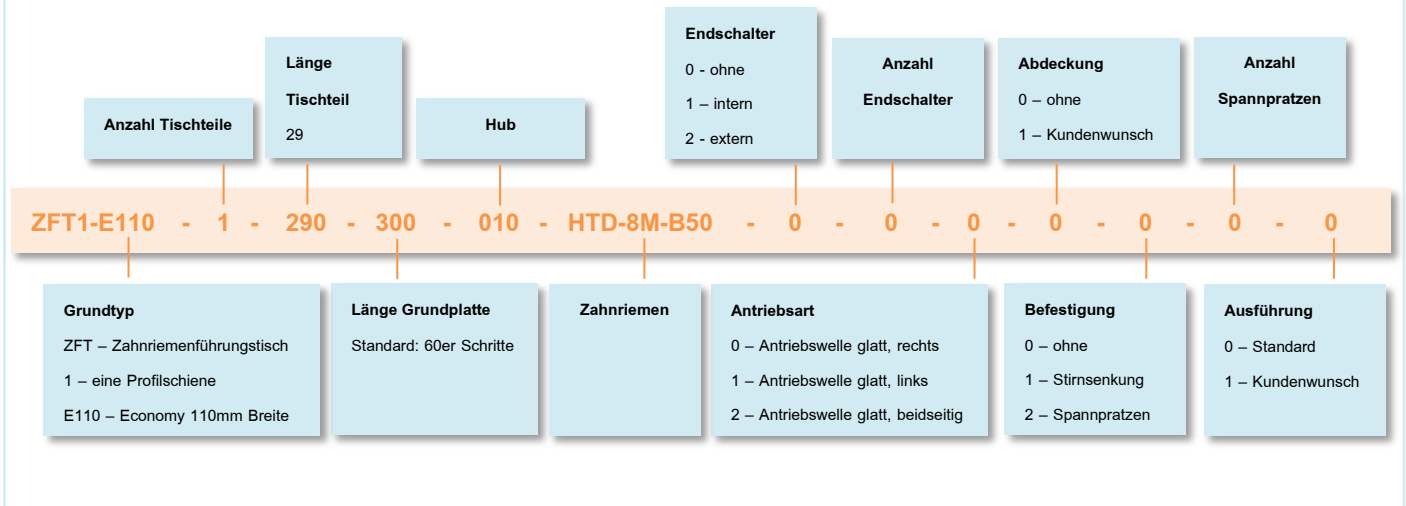 Anzahl Tischteile
Länge
Tischteil
29
Hub
Endschalter
0 - ohne
1 – intern
2 - extern
Anzahl
Endschalter
Abdeckung
0 – ohne
1 – Kundenwunsch
Anzahl
Spannpratzen
ZFT1-E110 - 1 - 290 - 300 - 010 - HTD-8M-B50 - 0 - 0 - 0 - 0 - 0 - 0 - 0
Grundtyp
ZFT – Zahnriemenführungstisch
1 – eine Profilschiene
E110 – Economy 110mm Breite
Länge Grundplatte
Standard: 60er Schritte
Zahnriemen
Antriebsart
0 – Antriebswelle glatt, rechts
1 – Antriebswelle glatt, links
2 – Antriebswelle glatt, beidseitig
Befestigung
0 – ohne
1 – Stirnsenkung
2 – Spannpratzen
Ausführung
0 – Standard
1 – Kundenwunsch